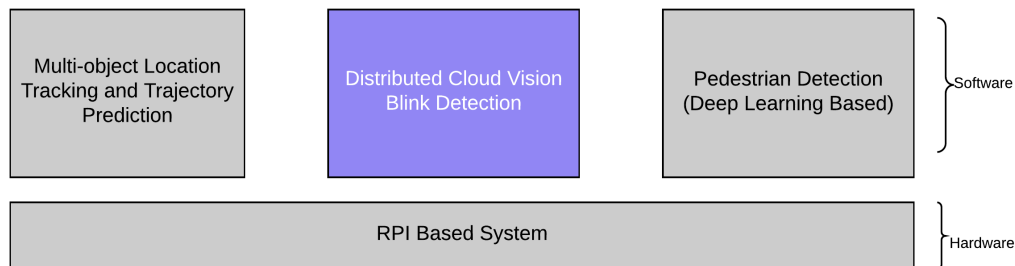 Multi-object Location
Tracking and Trajectory
Prediction
Distributed Cloud Vision
Blink Detection
Pedestrian Detection
(Deep Learning Based)
Software
RPI Based System
Hardware